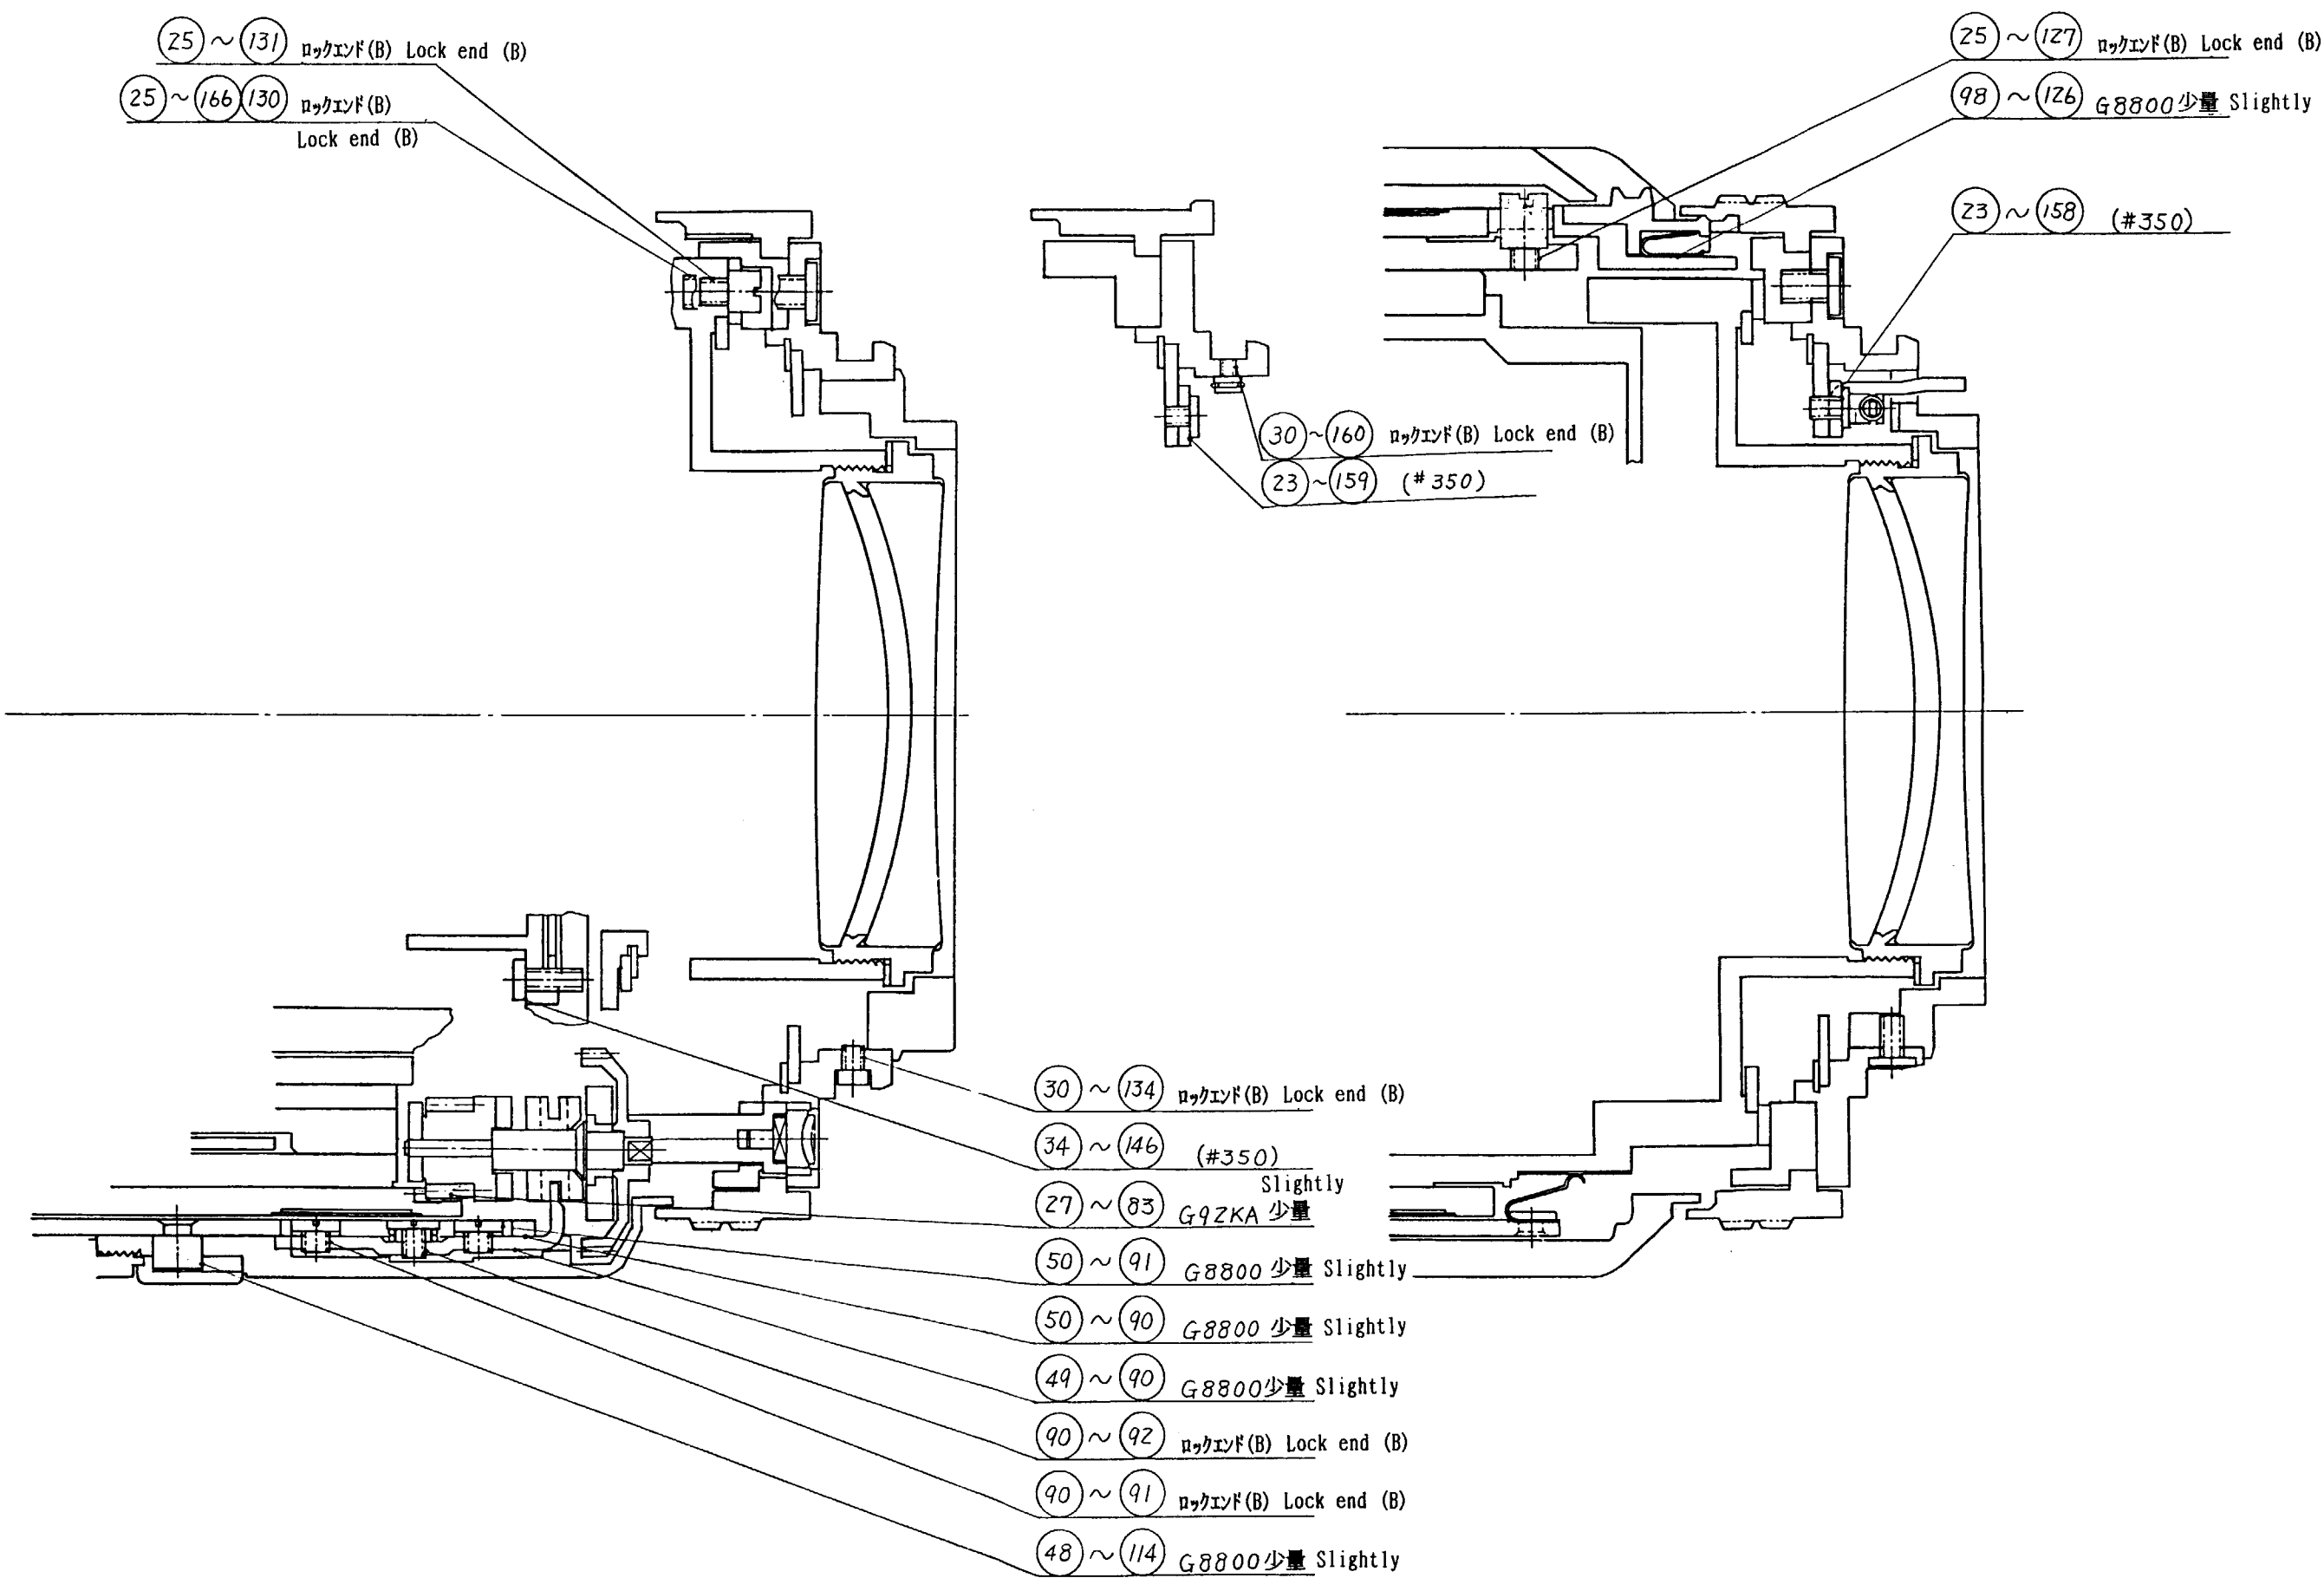 25～131 ロックエンド(B) Lock end (B)
25～166 130 ロックエンド(B)
Lock end (B)
25～127 ロックエンド(B) Lock end (B)
98～126 G8800少量 Slightly
23～158 (#350)
30～160 ロックエンド(B) Lock end (B)
23～159 (#350)
30～134 ロックエンド(B) Lock end (B)
34～146 (#350)
Slightly
27～83 G92KA 少量
50～91 G8800 少量 Slightly
50～90 G8800 少量 Slightly
49～90 G8800少量 Slightly
90～92 ロックエンド(B) Lock end (B)
90～91 ロックエンド(B) Lock end (B)
48～114 G8800少量 Slightly